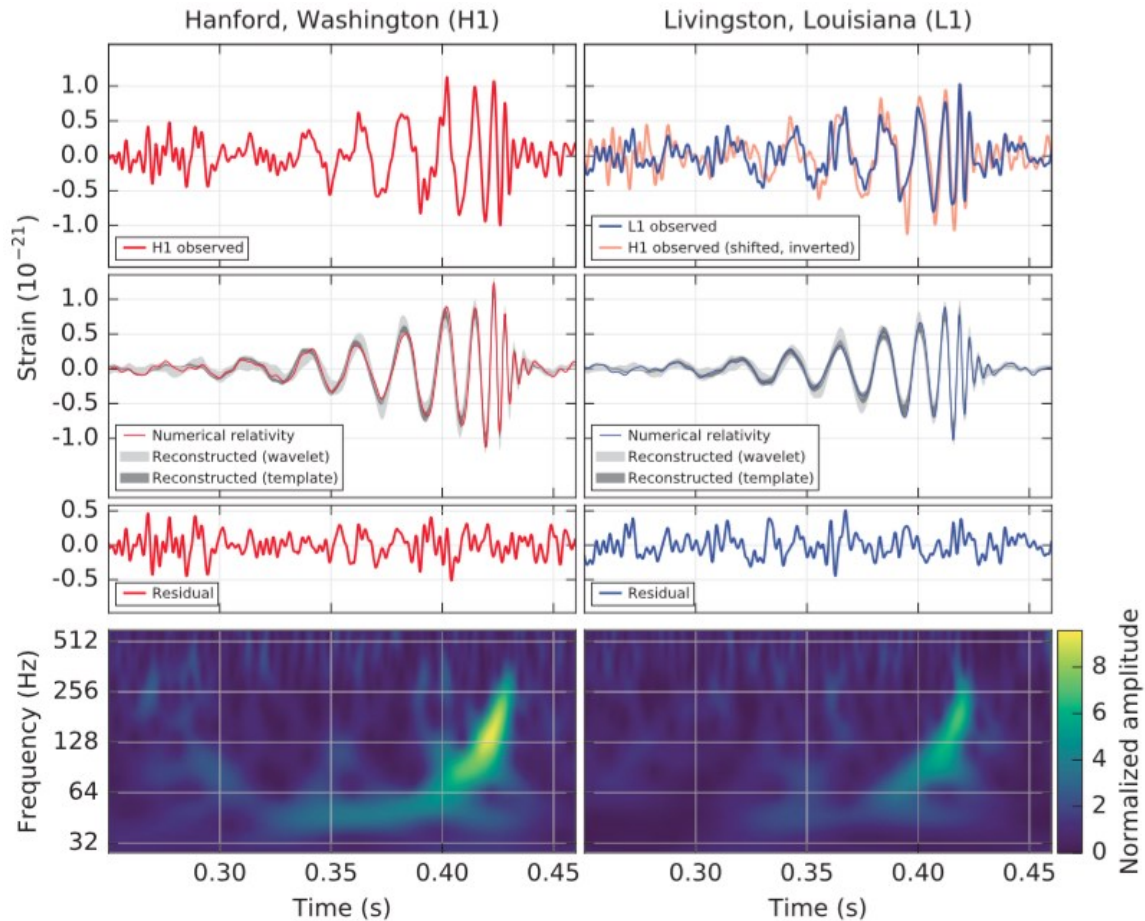 Hanford, Washington (H1)
Livingston, Louisiana (L1)
Strain (10⁻²¹)
1.0
0.5
0.0
-0.5
-1.0
H1 observed
L1 observed
H1 observed (shifted, inverted)
1.0
0.5
0.0
-0.5
-1.0
Numerical relativity
Reconstructed (wavelet)
Reconstructed (template)
Numerical relativity
Reconstructed (wavelet)
Reconstructed (template)
0.5
0.0
-0.5
Residual
Residual
Frequency (Hz)
512
256
128
64
32
Normalized amplitude
8
6
4
2
0
0.30 0.35 0.40 0.45
0.30 0.35 0.40 0.45
Time (s)
Time (s)